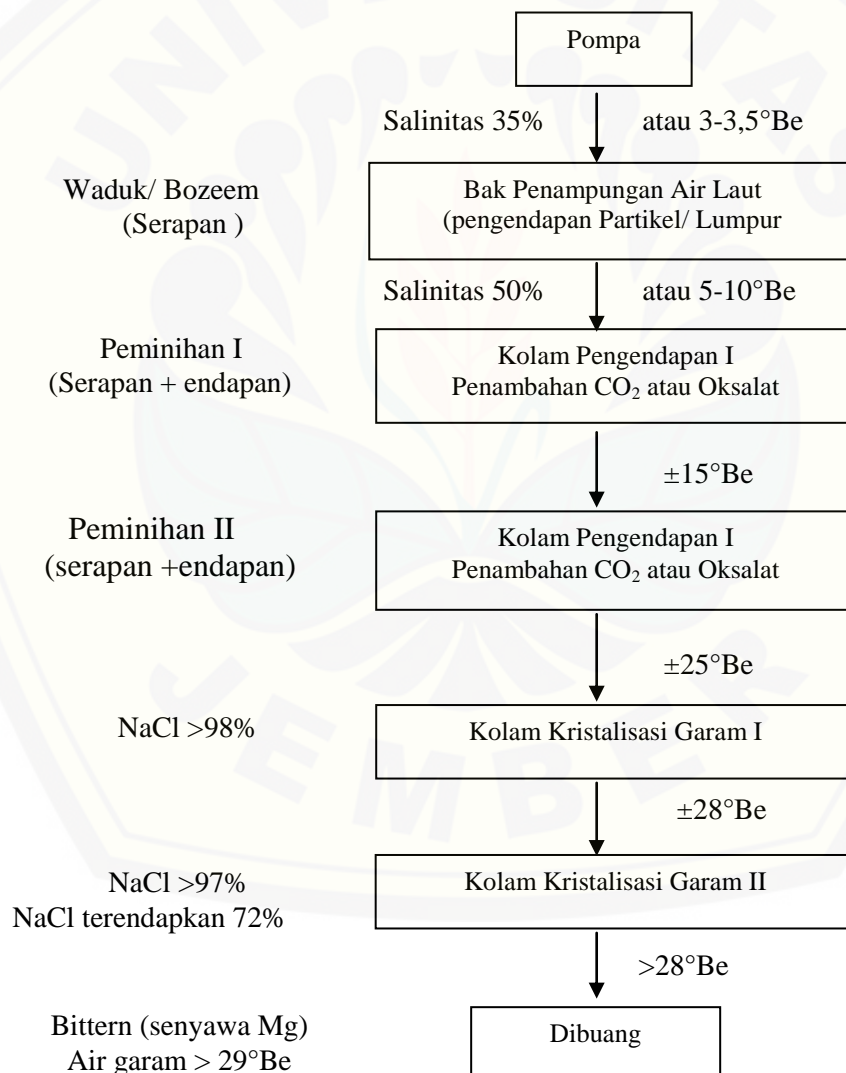 Pompa
Salinitas 35% atau 3-3,5°Be
Waduk/ Bozeem
(Serapan )
Bak Penampungan Air Laut
(pengendapan Partikel/ Lumpur
Salinitas 50% atau 5-10°Be
Peminihan I
(Serapan + endapan)
Kolam Pengendapan I
Penambahan CO₂ atau Oksalat
±15°Be
Peminihan II
(serapan +endapan)
Kolam Pengendapan I
Penambahan CO₂ atau Oksalat
±25°Be
NaCl >98%
Kolam Kristalisasi Garam I
±28°Be
NaCl >97%
NaCl terendapkan 72%
Kolam Kristalisasi Garam II
>28°Be
Bittern (senyawa Mg)
Air garam > 29°Be
Dibuang
UNIVERSITAS
JEMBER